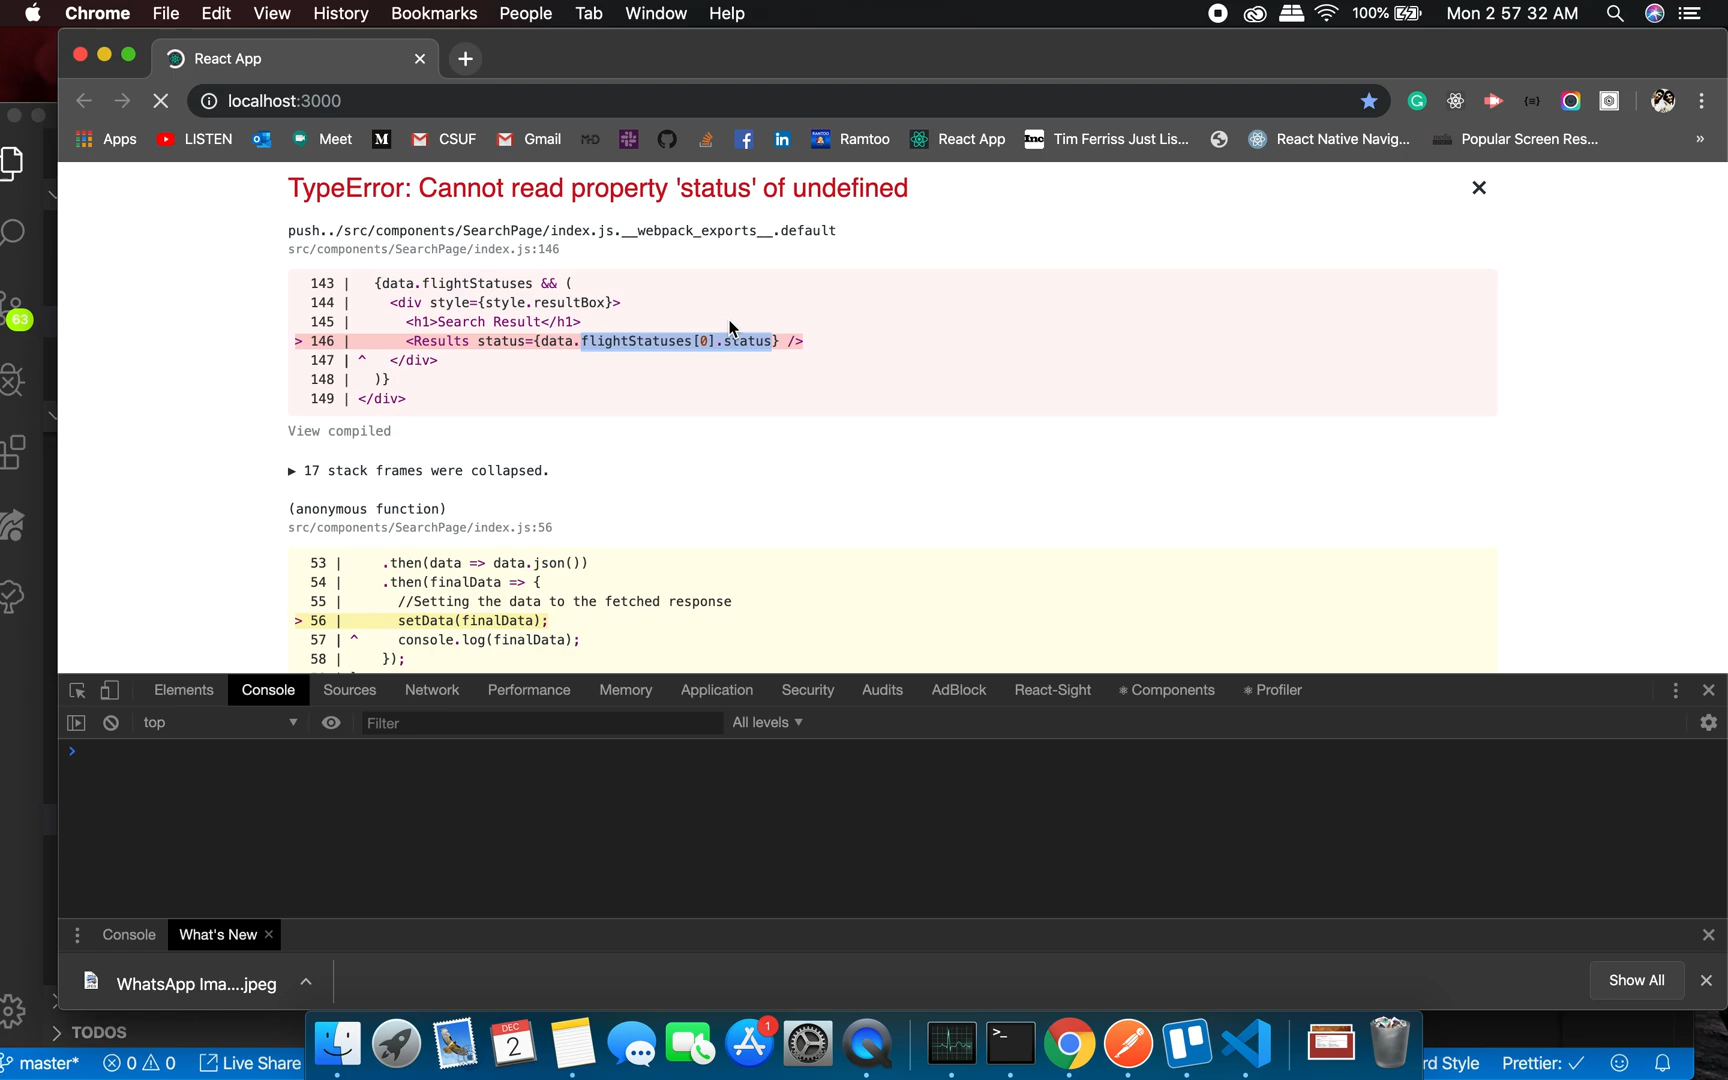 Chrome File Edit View History Bookmarks People Tab Window Help 100% Mon 2 57 32 AM
React App
localhost:3000
Apps LISTEN Meet M CSUF Gmail M-D Ramtoo React App Inc Tim Ferriss Just Lis... React Native Navig... Popular Screen Res... »
TypeError: Cannot read property 'status' of undefined
push../src/components/SearchPage/index.js.__webpack_exports__.default
src/components/SearchPage/index.js:146
143 | {data.flightStatuses && (
144 | <div style={style.resultBox}>
145 | <h1>Search Result</h1>
> 146 | <Results status={data.flightStatuses[0].status} />
147 | ^ </div>
148 | )}
149 | </div>
View compiled
▶ 17 stack frames were collapsed.
(anonymous function)
src/components/SearchPage/index.js:56
53 | .then(data => data.json())
54 | .then(finalData => {
55 | //Setting the data to the fetched response
> 56 | setData(finalData);
57 | ^ console.log(finalData);
58 | });
63
Elements Console Sources Network Performance Memory Application Security Audits AdBlock React-Sight Components Profiler
top Filter All levels
Console What's New
WhatsApp Ima....jpeg Show All
TODOS
DEC
2
1
master* 0 0 Live Share rd Style Prettier: ✓